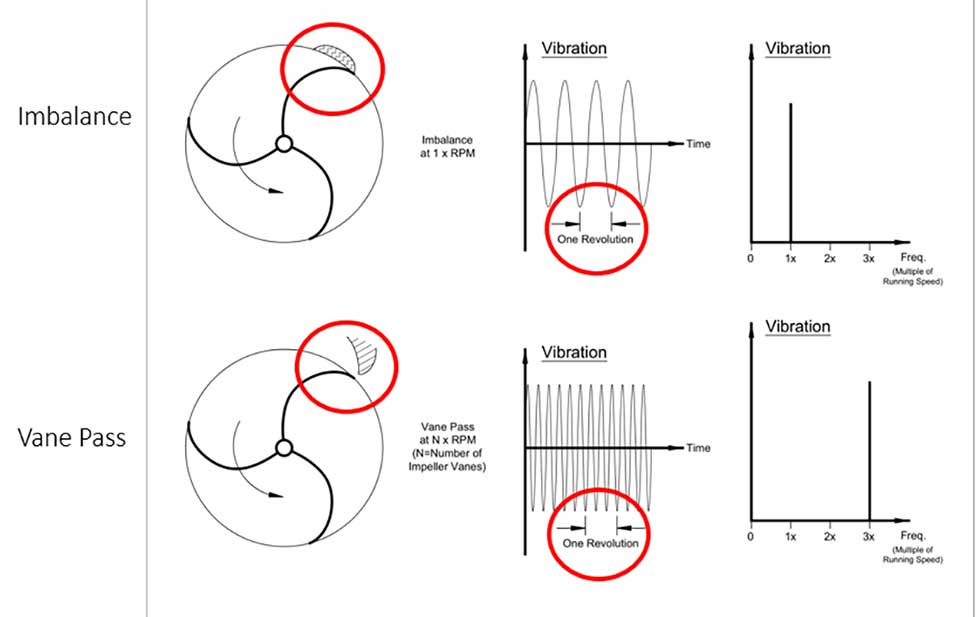 Imbalance
Imbalance
at 1 x RPM
Vibration
Time
One Revolution
Vibration
0 1x 2x 3x Freq.
(Multiple of
Running Speed)
Vane Pass
Vane Pass
at N x RPM
(N=Number of
Impeller Vanes)
Vibration
Time
One Revolution
Vibration
0 1x 2x 3x Freq.
(Multiple of
Running Speed)